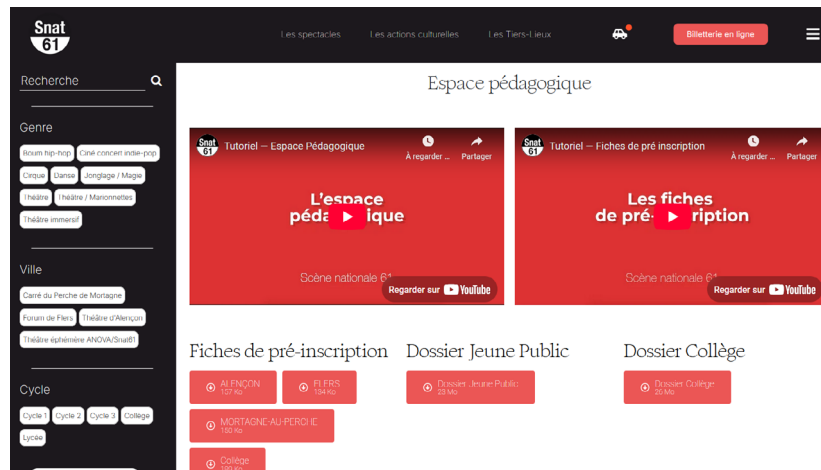 Snat
61
Les spectacles
Les actions culturelles
Les Tiers-Lieux
Billetterie en ligne
Recherche
Genre
Boum hip-hop
Ciné concert indie-pop
Cirque
Danse
Jonglage / Magie
Théâtre
Théâtre / Marionnettes
Théâtre immersif
Ville
Carré du Perche de Mortagne
Forum de Flers
Théâtre d'Alençon
Théâtre éphémère ANOVA/Snat61
Cycle
Cycle 1
Cycle 2
Cycle 3
Collège
Lycée
Espace pédagogique
Snat
61
Tutoriel – Espace Pédagogique
À regarder ...
Partager
L'espace
Scène nationale 61
Regarder sur YouTube
Snat
61
Tutoriel – Fiches de pré inscription
À regarder ...
Partager
Les fiches
de pré-
Scène nationale 61
Regarder sur YouTube
Fiches de pré-inscription
ALENÇON
137 Ko
FLERS
134 Ko
MORTAGNE-AU-PERCHE
150 Ko
Collège
Dossier Jeune Public
Dossier Jeune Public
23 Mo
Dossier Collège
Dossier Collège
26 Mo